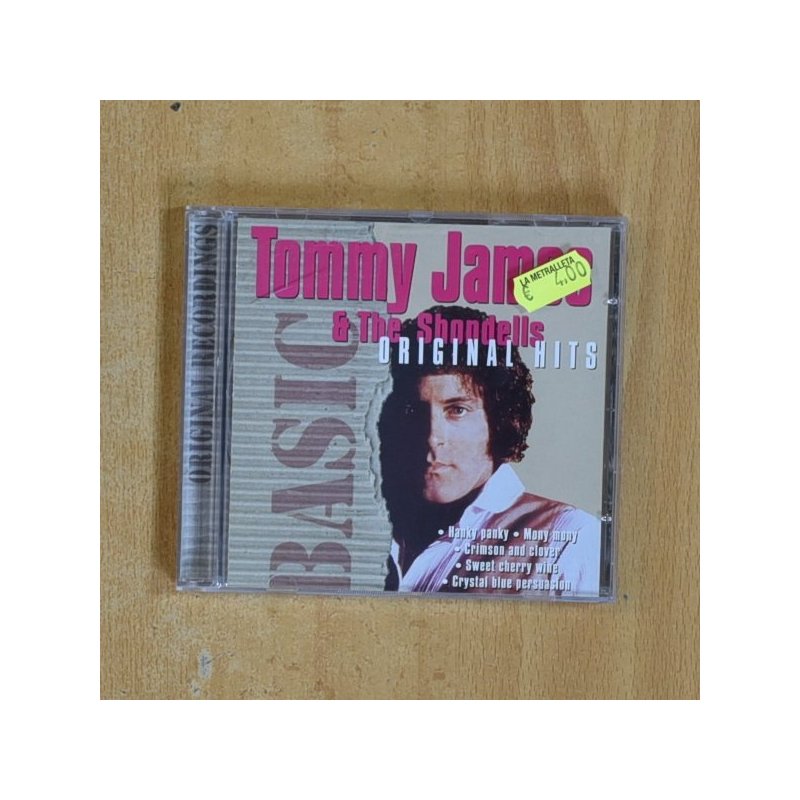 ORIGINAL RECORDINGS
Tommy James
& The Shondells
ORIGINAL HITS
LA METRALLETA
€ 4,00
BASIC
• Hanky panky • Mony mony
• Crimson and clover
• Sweet cherry wine
• Crystal blue persuasion